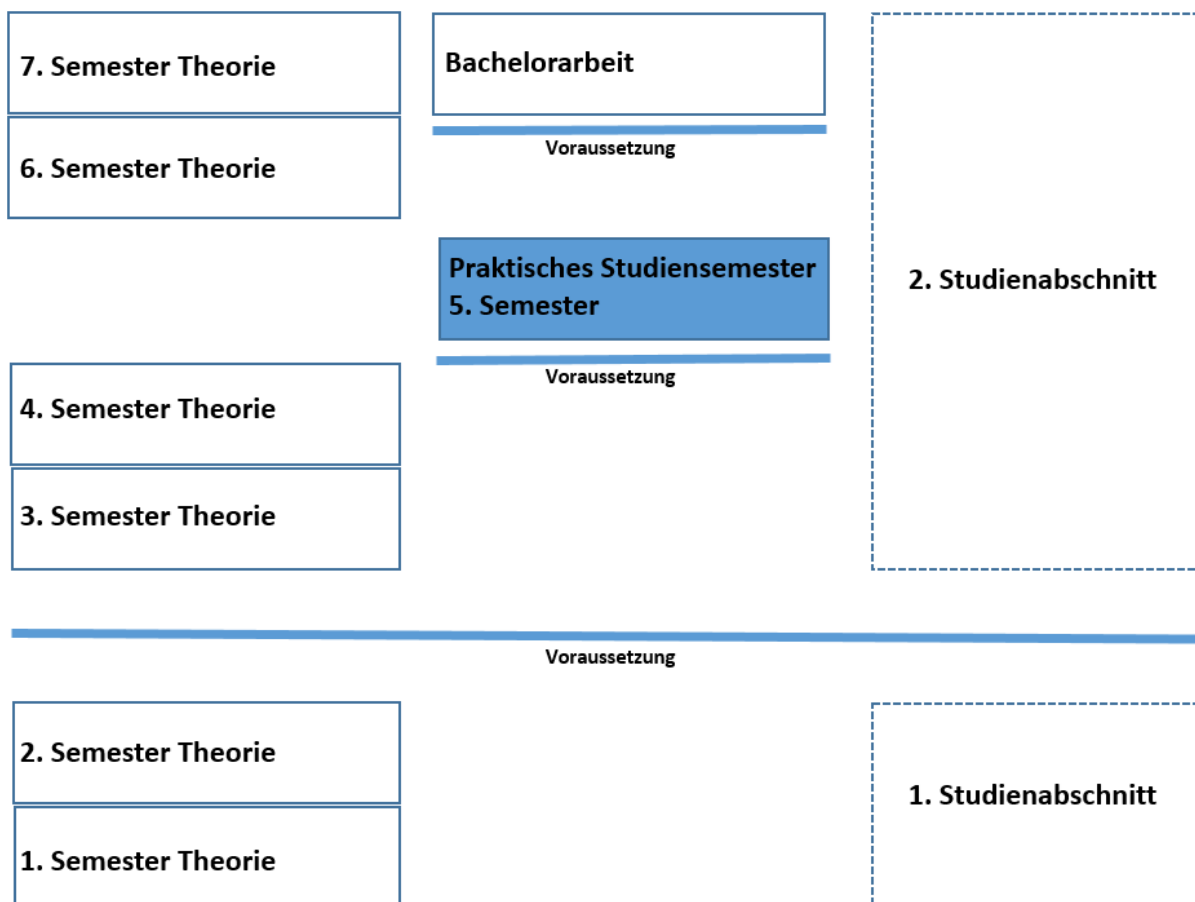 7. Semester Theorie
Bachelorarbeit
Voraussetzung
6. Semester Theorie
Praktisches Studiensemester
5. Semester
2. Studienabschnitt
Voraussetzung
4. Semester Theorie
3. Semester Theorie
Voraussetzung
2. Semester Theorie
1. Studienabschnitt
1. Semester Theorie